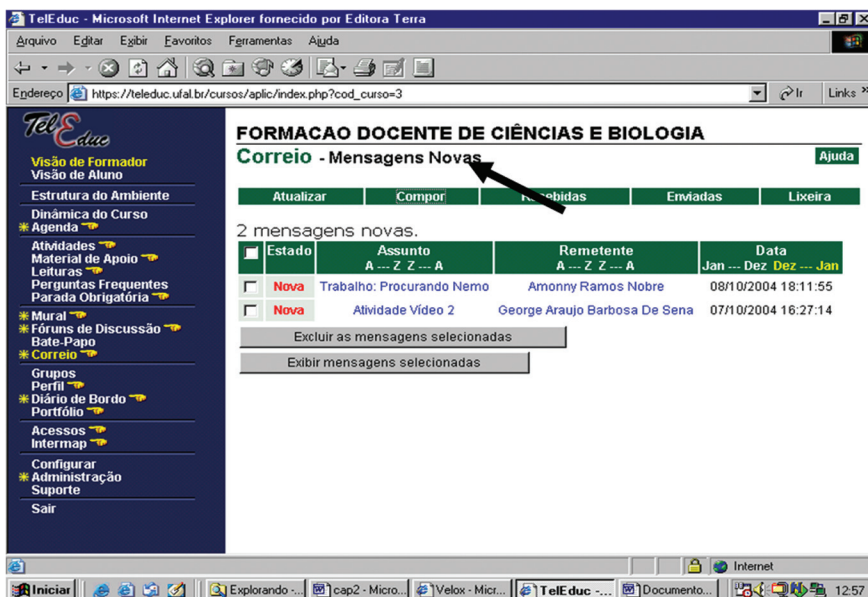 TelEduc - Microsoft Internet Explorer fornecido por Editora Terra
Arquivo Editar Exibir Favoritos Ferramentas Ajuda
Endereço https://teleduc.ufal.br/cursos/aplic/index.php?cod_curso=3 Ir Links »
TelEduc
Visão de Formador
Visão de Aluno
Estrutura do Ambiente
Dinâmica do Curso
Agenda
Atividades
Material de Apoio
Leituras
Perguntas Frequentes
Parada Obrigatória
Mural
Fóruns de Discussão
Bate-Papo
Correio
Grupos
Perfil
Diário de Bordo
Portfólio
Acessos
Intermap
Configurar
Administração
Suporte
Sair
FORMACAO DOCENTE DE CIÊNCIAS E BIOLOGIA
Correio - Mensagens Novas
Ajuda
Atualizar Compor Recebidas Enviadas Lixeira
2 mensagens novas.
Estado Assunto Remetente Data
A --- Z Z --- A A --- Z Z --- A Jan --- Dez Dez --- Jan
Nova Trabalho: Procurando Nemo Amonny Ramos Nobre 08/10/2004 18:11:55
Nova Atividade Vídeo 2 George Araujo Barbosa De Sena 07/10/2004 16:27:14
Excluir as mensagens selecionadas
Exibir mensagens selecionadas
Internet
Iniciar Explorando -... cap2 - Micro... Velox - Micr... TelEduc -... Documento... 12:57